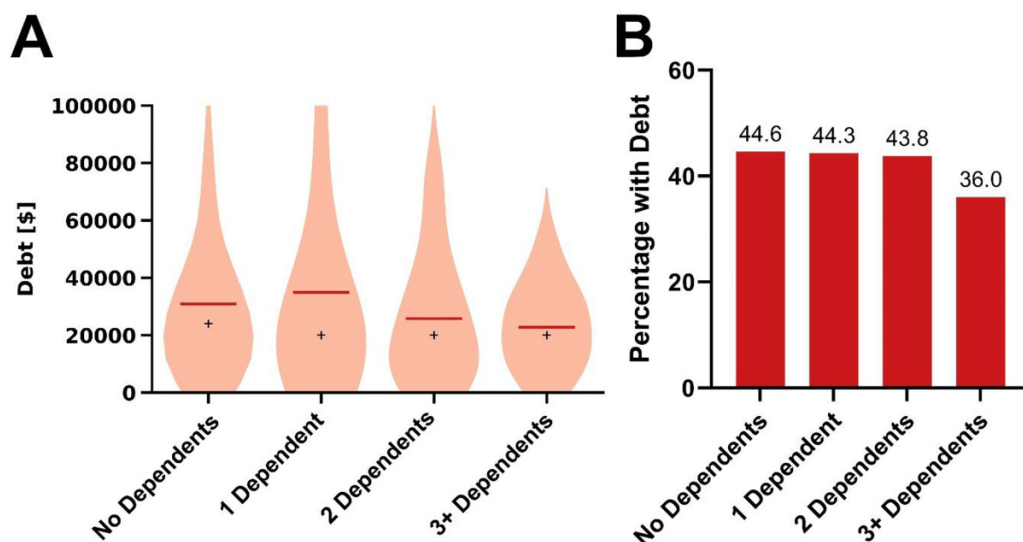 A
Debt [$]
100000
80000
60000
40000
20000
0
No Dependents
1 Dependent
2 Dependents
3+ Dependents
B
Percentage with Debt
60
40
20
0
44.6
44.3
43.8
36.0
No Dependents
1 Dependent
2 Dependents
3+ Dependents